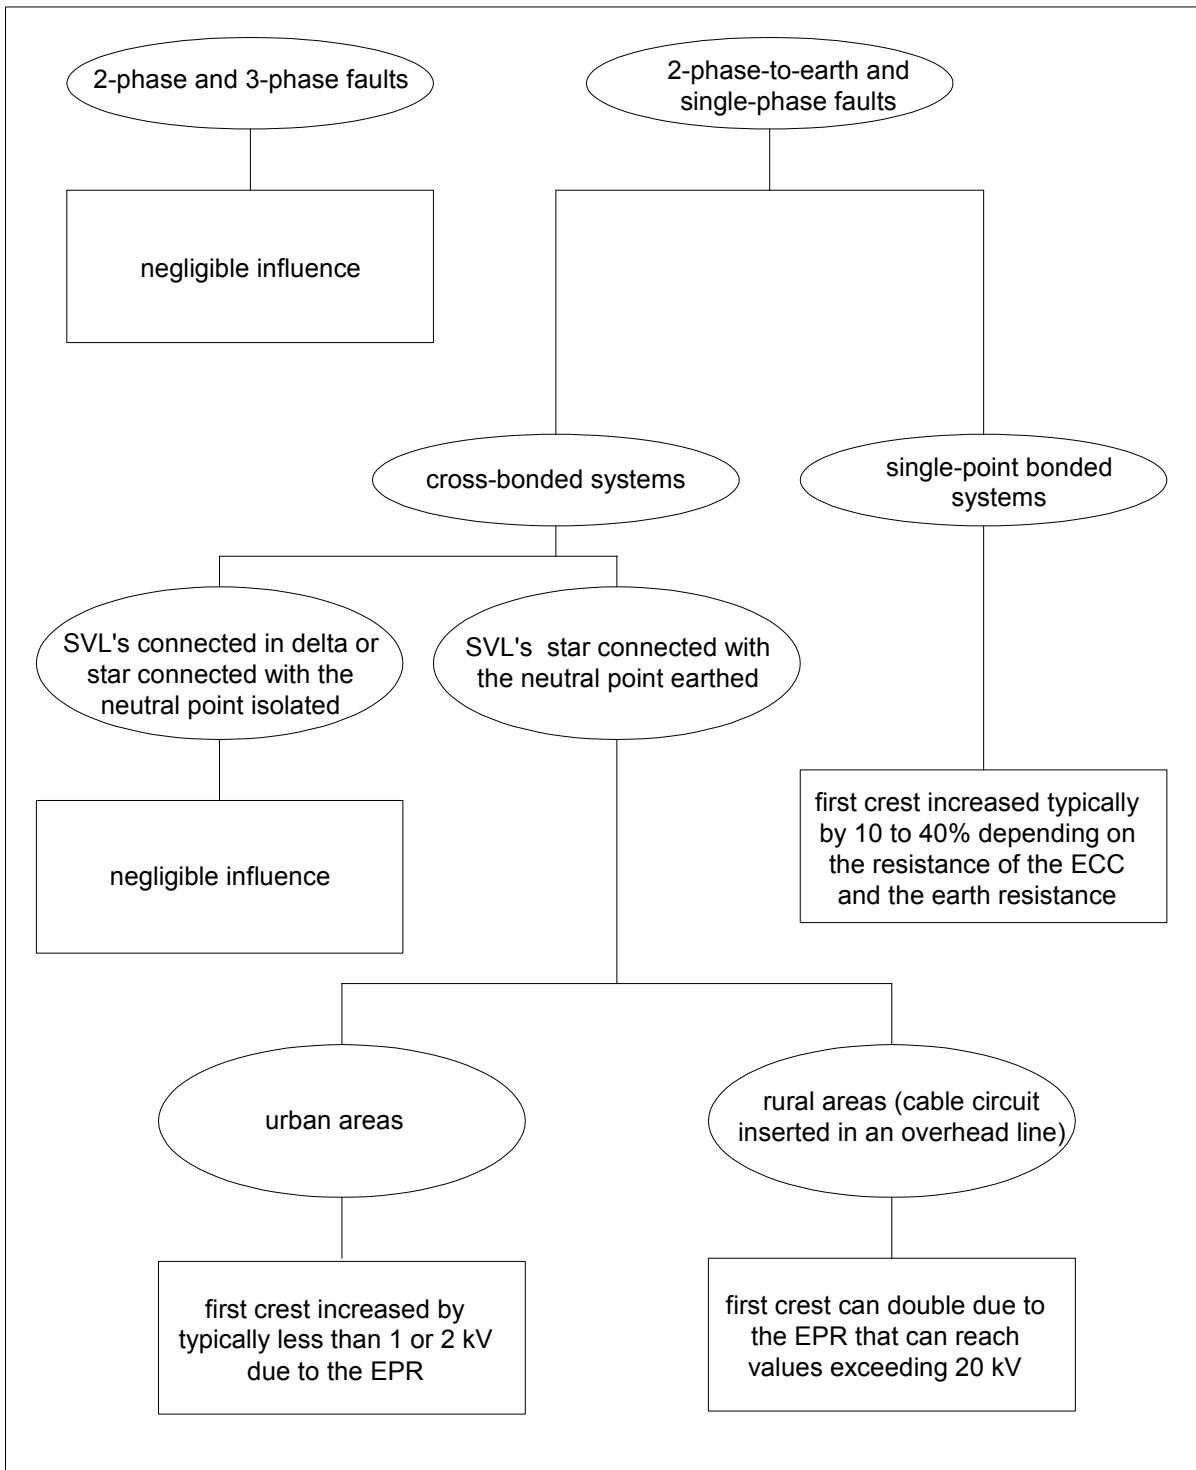 2-phase and 3-phase faults
2-phase-to-earth and
single-phase faults
negligible influence
cross-bonded systems
single-point bonded
systems
SVL's connected in delta or
star connected with the
neutral point isolated
SVL's  star connected with
the neutral point earthed
first crest increased typically
by 10 to 40% depending on
the resistance of the ECC
and the earth resistance
negligible influence
urban areas
rural areas (cable circuit
inserted in an overhead line)
first crest increased by
typically less than 1 or 2 kV
due to the EPR
first crest can double due to
the EPR that can reach
values exceeding 20 kV